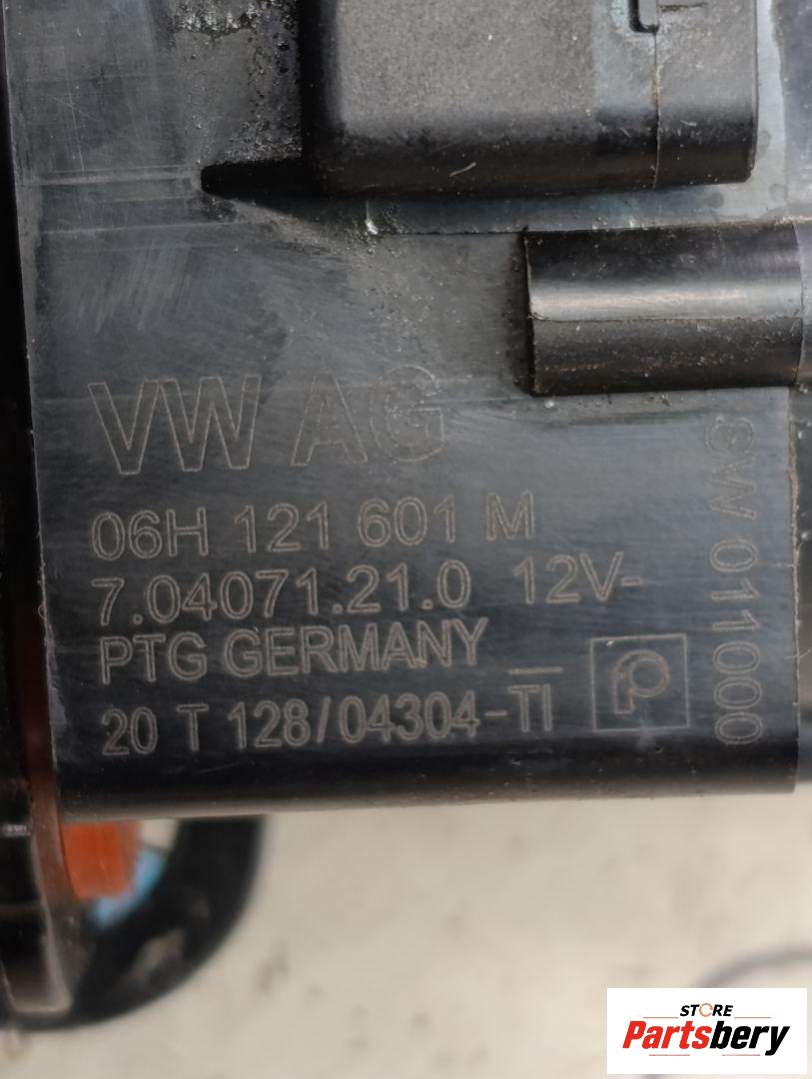 VW AG
06H 121 601 M
7.04071.21.0 12V-
PTG GERMANY
20 T 128/04304-TI
SW 011000
STORE
Partsbery